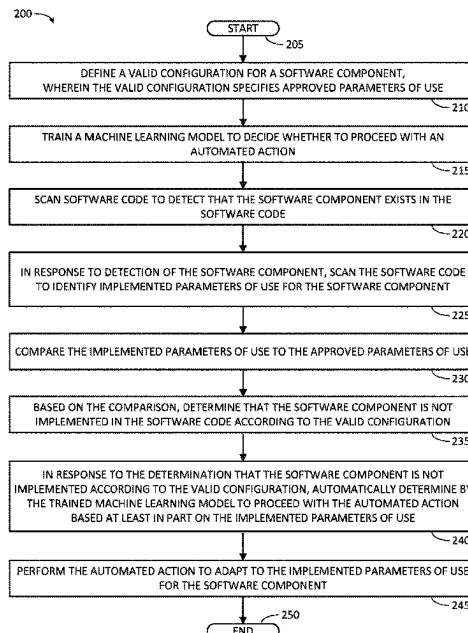 200
START
205
DEFINE A VALID CONFIGURATION FOR A SOFTWARE COMPONENT,
WHEREIN THE VALID CONFIGURATION SPECIFIES APPROVED PARAMETERS OF USE
210
TRAIN A MACHINE LEARNING MODEL TO DECIDE WHETHER TO PROCEED WITH AN
AUTOMATED ACTION
215
SCAN SOFTWARE CODE TO DETECT THAT THE SOFTWARE COMPONENT EXISTS IN THE
SOFTWARE CODE
220
IN RESPONSE TO DETECTION OF THE SOFTWARE COMPONENT, SCAN THE SOFTWARE CODE
TO IDENTIFY IMPLEMENTED PARAMETERS OF USE FOR THE SOFTWARE COMPONENT
225
COMPARE THE IMPLEMENTED PARAMETERS OF USE TO THE APPROVED PARAMETERS OF USE
230
BASED ON THE COMPARISON, DETERMINE THAT THE SOFTWARE COMPONENT IS NOT
IMPLEMENTED IN THE SOFTWARE CODE ACCORDING TO THE VALID CONFIGURATION
235
IN RESPONSE TO THE DETERMINATION THAT THE SOFTWARE COMPONENT IS NOT
IMPLEMENTED ACCORDING TO THE VALID CONFIGURATION, AUTOMATICALLY DETERMINE BY
THE TRAINED MACHINE LEARNING MODEL TO PROCEED WITH THE AUTOMATED ACTION
BASED AT LEAST IN PART ON THE IMPLEMENTED PARAMETERS OF USE
240
PERFORM THE AUTOMATED ACTION TO ADAPT TO THE IMPLEMENTED PARAMETERS OF USE
FOR THE SOFTWARE COMPONENT
245
250
END